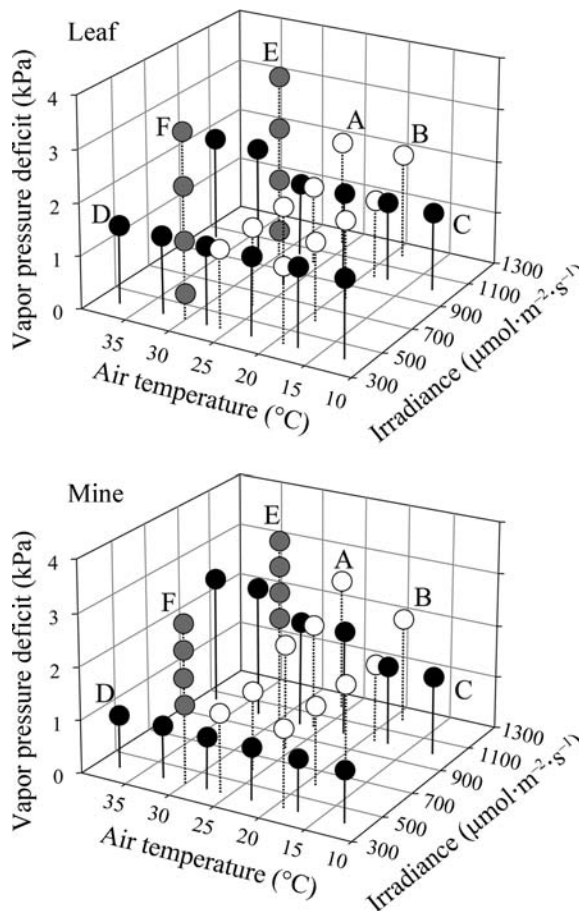 Leaf
E
4
A
B
F
3
D
C
2
1
0
1300
1100
900
700
500
300
35
30
25
20
15
10
Vapor pressure deficit (kPa)
Air temperature (°C)
Irradiance (μmol·m⁻²·s⁻¹)
Mine
E
4
A
B
F
3
D
C
2
1
0
1300
1100
900
700
500
300
35
30
25
20
15
10
Vapor pressure deficit (kPa)
Air temperature (°C)
Irradiance (μmol·m⁻²·s⁻¹)